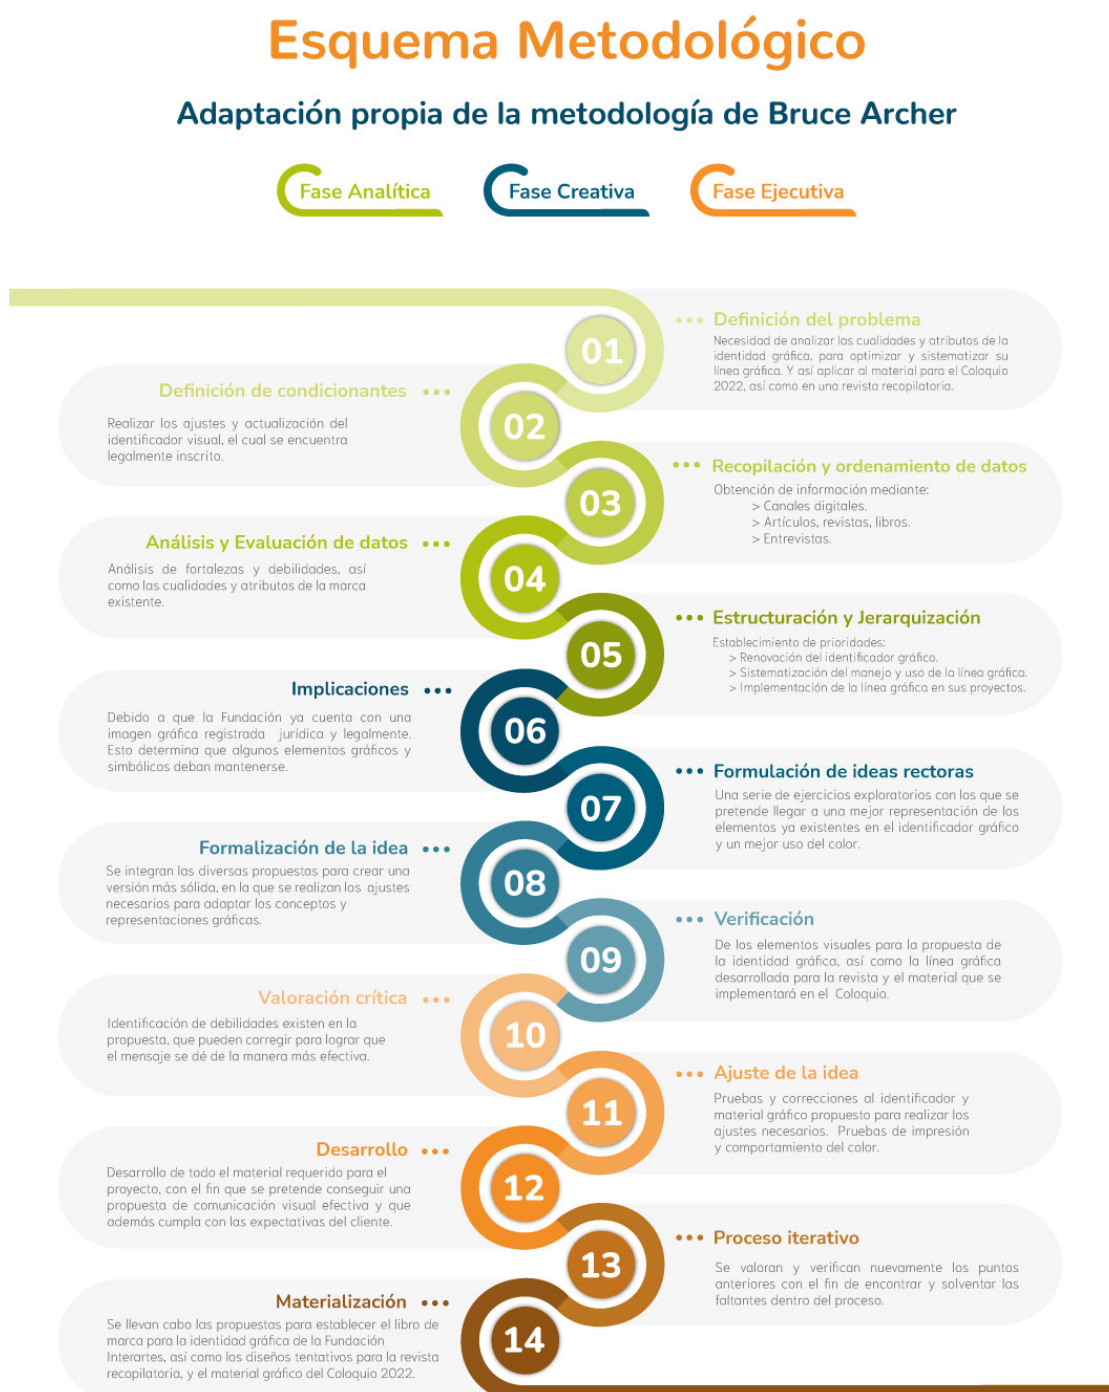 Esquema Metodológico
Adaptación propia de la metodología de Bruce Archer
Fase Analítica
Fase Creativa
Fase Ejecutiva
01
Definición del problema
Necesidad de analizar las cualidades y atributos de la
identidad gráfica, para optimizar y sistematizar su
línea gráfica. Y así aplicar al material para el Coloquio
2022, así como en una revista recopilatoria.
Definición de condicionantes
02
Realizar los ajustes y actualización del
identificador visual, el cual se encuentra
legalmente inscrito.
03
Recopilación y ordenamiento de datos
Obtención de información mediante:
> Canales digitales.
> Artículos, revistas, libros.
> Entrevistas.
Análisis y Evaluación de datos
04
Análisis de fortalezas y debilidades, así
como las cualidades y atributos de la marca
existente.
05
Estructuración y Jerarquización
Establecimiento de prioridades:
> Renovación del identificador gráfico.
> Sistematización del manejo y uso de la línea gráfica.
> Implementación de la línea gráfica en sus proyectos.
Implicaciones
06
Debido a que la Fundación ya cuenta con una
imagen gráfica registrada jurídica y legalmente.
Esto determina que algunos elementos gráficos y
simbólicos deban mantenerse.
07
Formulación de ideas rectoras
Una serie de ejercicios exploratorios con los que se
pretende llegar a una mejor representación de los
elementos ya existentes en el identificador gráfico
y un mejor uso del color.
Formalización de la idea
08
Se integran las diversas propuestas para crear una
versión más sólida, en la que se realizan los ajustes
necesarios para adaptar los conceptos y
representaciones gráficas.
09
Verificación
De los elementos visuales para la propuesta de
la identidad gráfica, así como la línea gráfica
desarrollada para la revista y el material que se
implementará en el Coloquio.
Valoración crítica
10
Identificación de debilidades existen en la
propuesta, que pueden corregir para lograr que
el mensaje se dé de la manera más efectiva.
11
Ajuste de la idea
Pruebas y correcciones al identificador y
material gráfico propuesto para realizar los
ajustes necesarios. Pruebas de impresión
y comportamiento del color.
Desarrollo
12
Desarrollo de todo el material requerido para el
proyecto, con el fin que se pretende conseguir una
propuesta de comunicación visual efectiva y que
además cumpla con las expectativas del cliente.
13
Proceso iterativo
Se valoran y verifican nuevamente los puntos
anteriores con el fin de encontrar y solventar las
faltantes dentro del proceso.
Materialización
14
Se llevan cabo las propuestas para establecer el libro de
marca para la identidad gráfica de la Fundación
Interartes, así como los diseños tentativos para la revista
recopilatoria, y el material gráfico del Coloquio 2022.